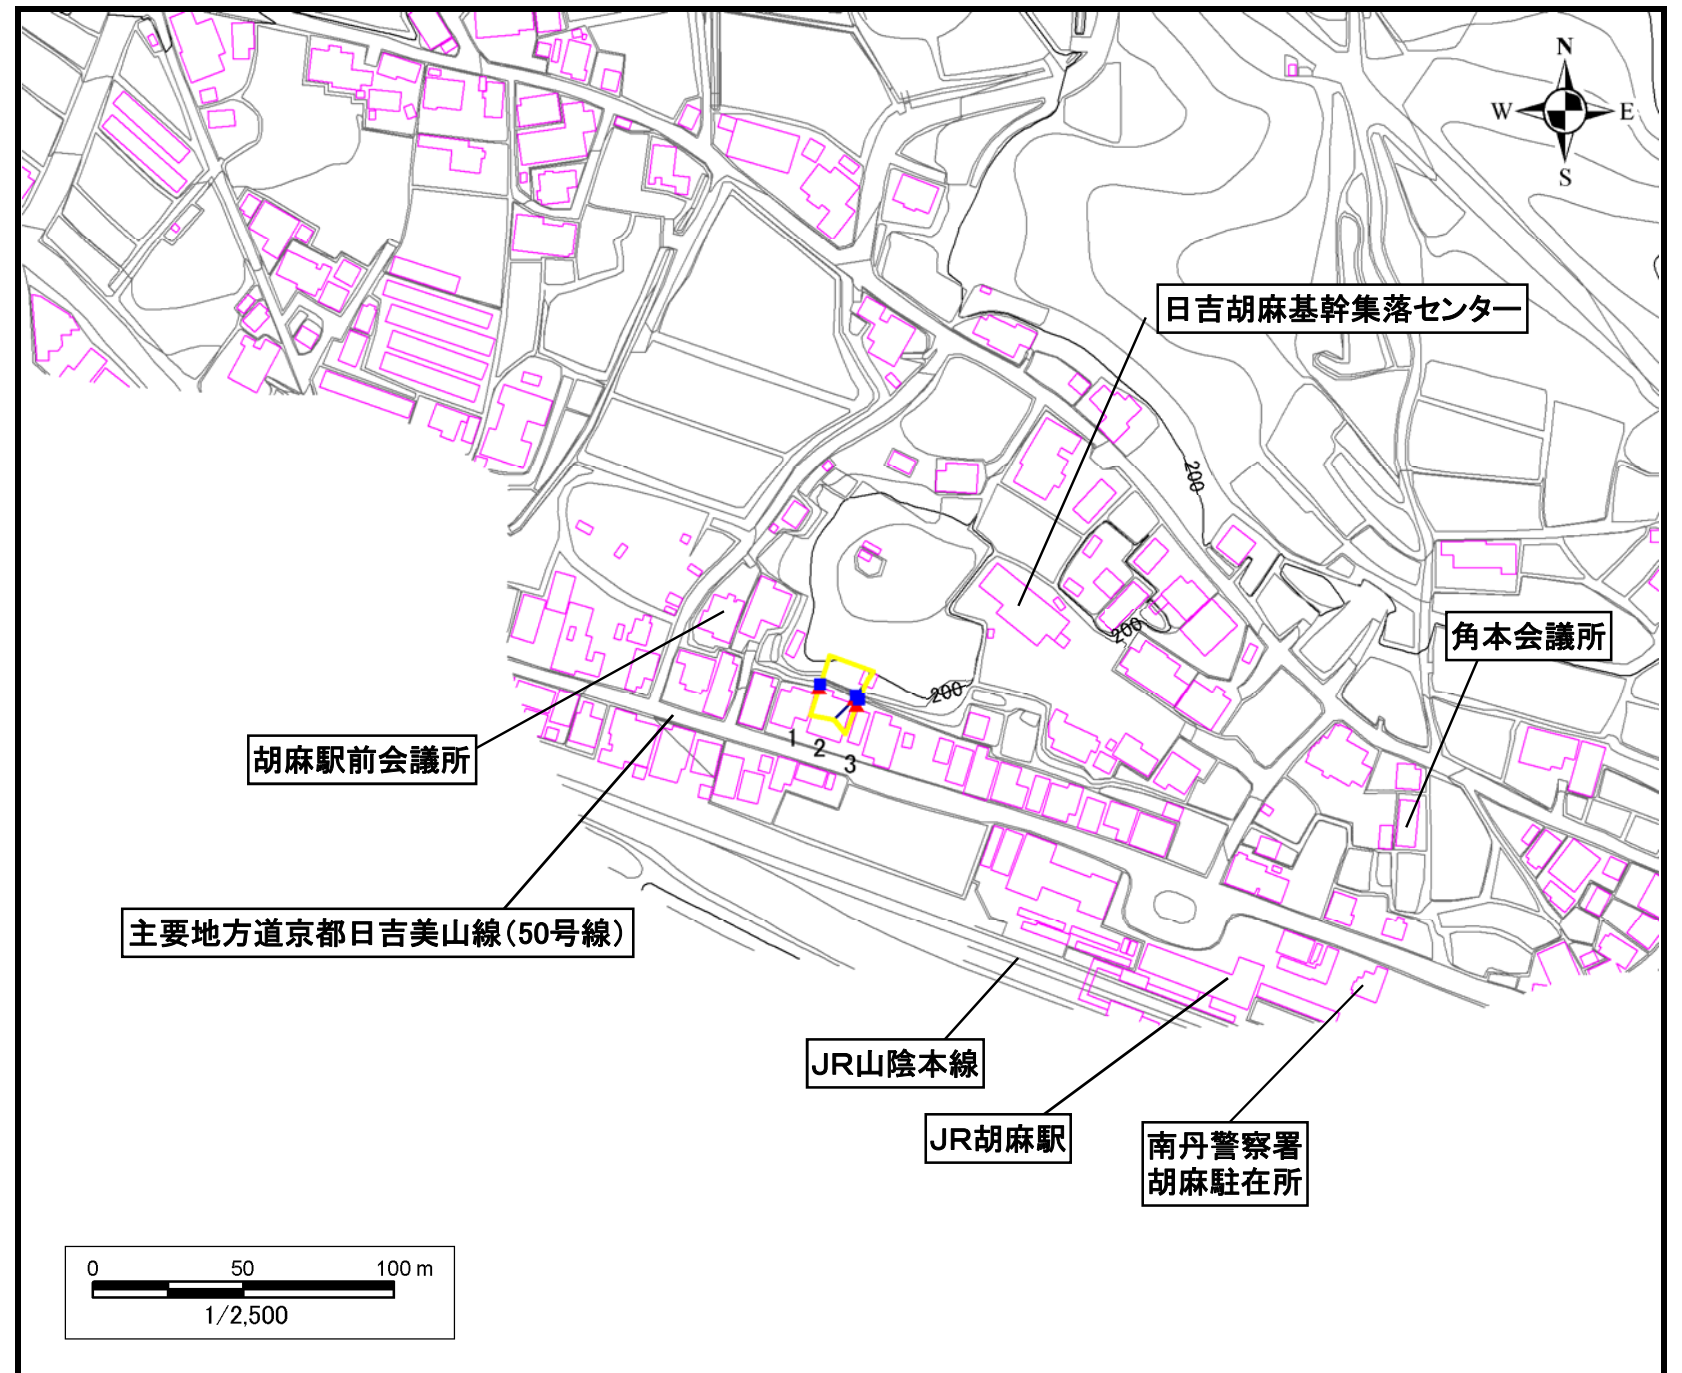 N
W E
S
日吉胡麻基幹集落センター
200
200
角本会議所
200
胡麻駅前会議所
1
2
3
主要地方道京都日吉美山線(50号線)
JR山陰本線
JR胡麻駅
南丹警察署
胡麻駐在所
0 50 100 m
1/2,500